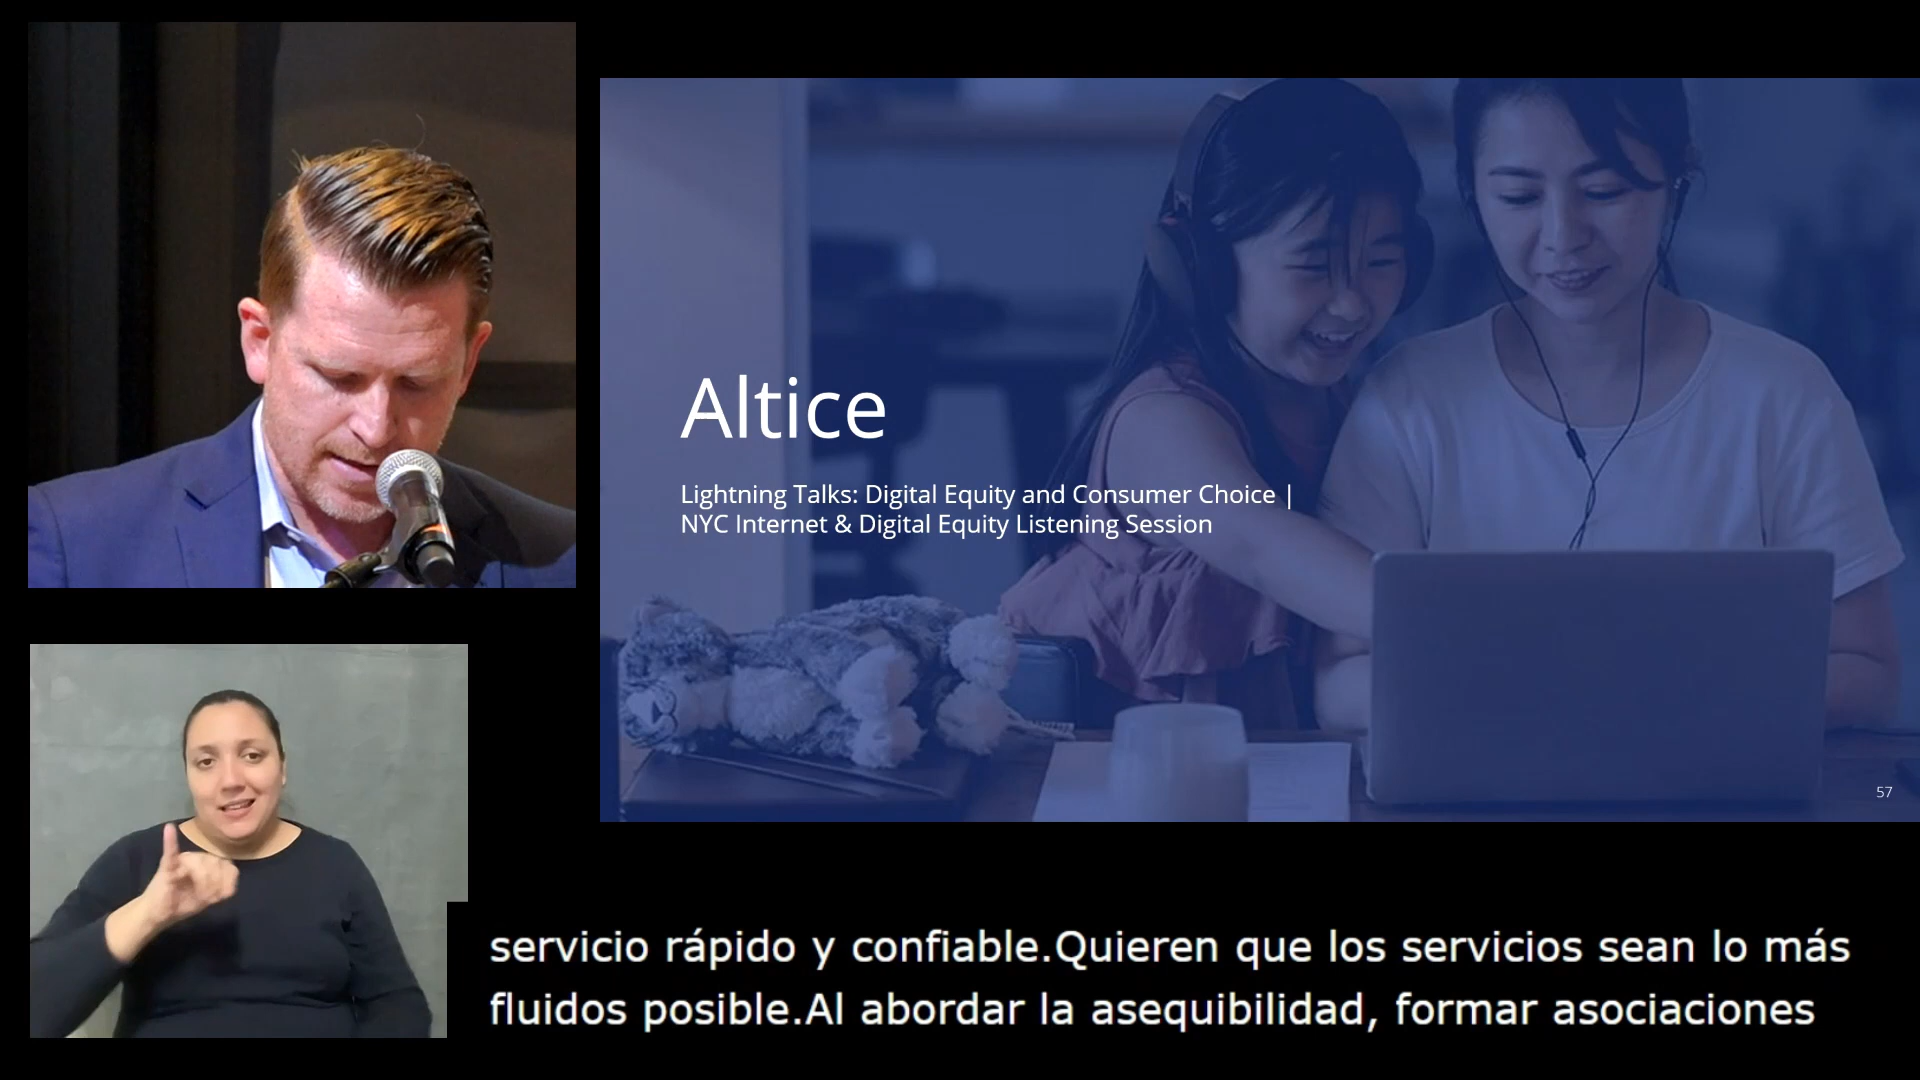 Altice
Lightning Talks: Digital Equity and Consumer Choice |
NYC Internet & Digital Equity Listening Session
57
servicio rápido y confiable.Quieren que los servicios sean lo más
fluidos posible.Al abordar la asequibilidad, formar asociaciones